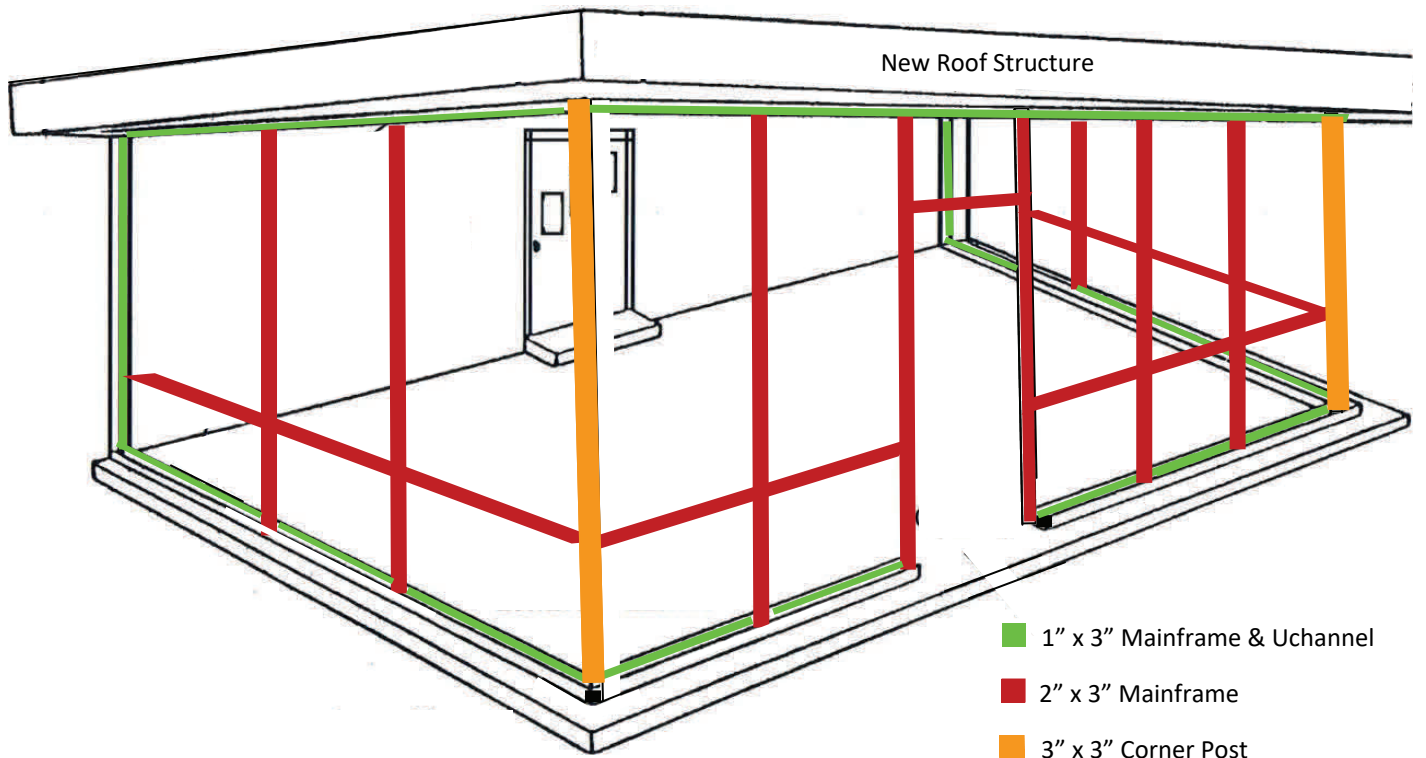 New Roof Structure
1” x 3” Mainframe & Uchannel
2” x 3” Mainframe
3” x 3” Corner Post